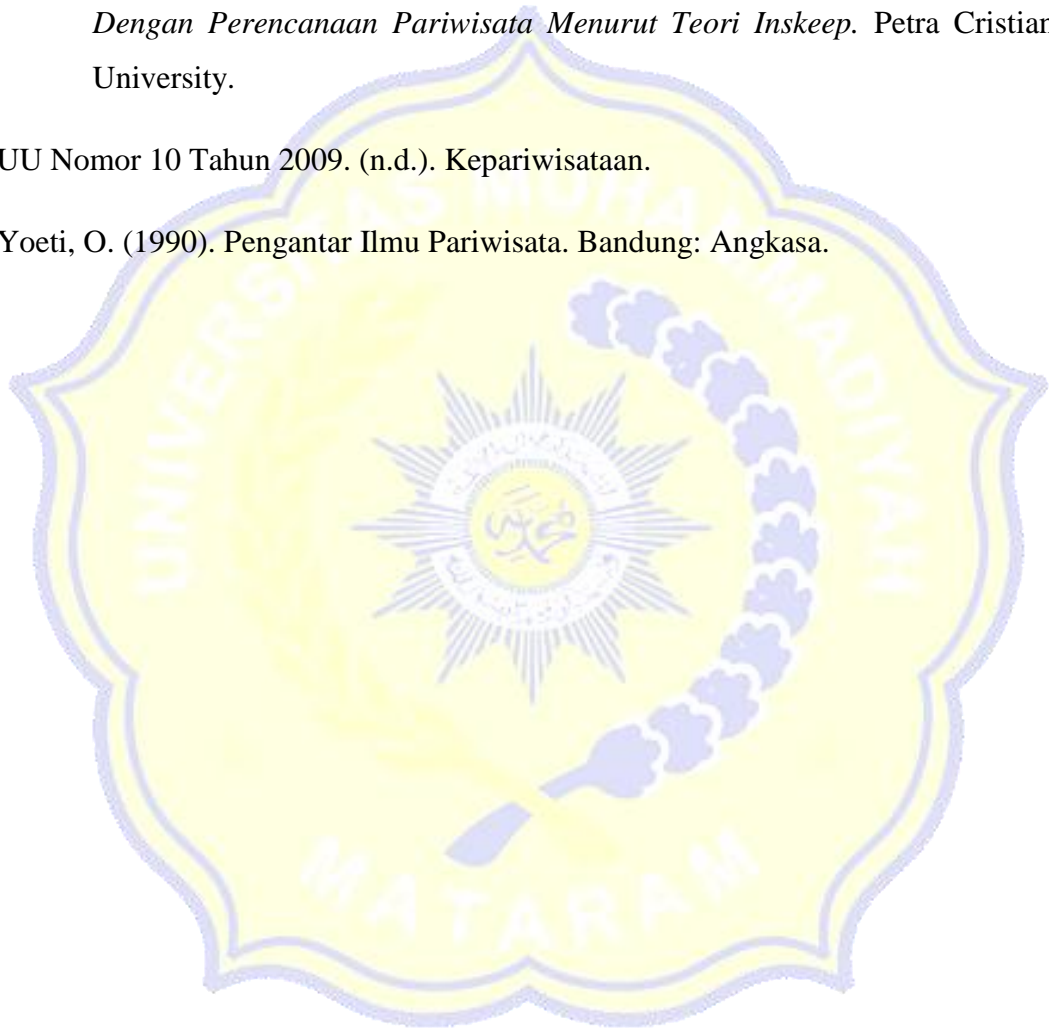 Dengan Perencanaan Pariwisata Menurut Teori Inskeep. Petra Cristian
University.
UU Nomor 10 Tahun 2009. (n.d.). Kepariwisataan.
Yoeti, O. (1990). Pengantar Ilmu Pariwisata. Bandung: Angkasa.
UNIVERSITAS MUHAMMADIYAH
MATARAM